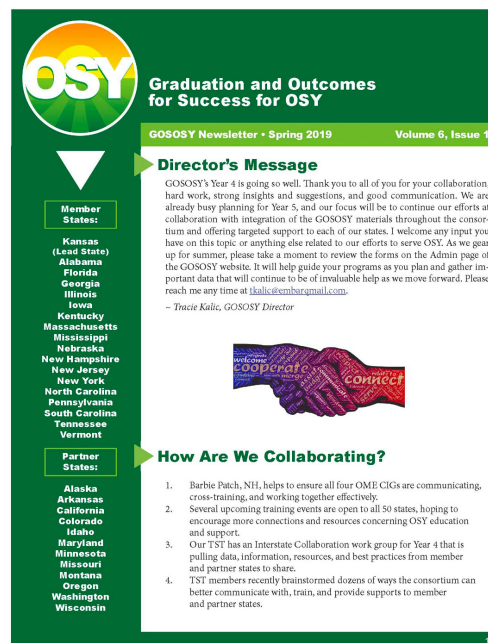 OSY
Graduation and Outcomes
for Success for OSY
GOSOSY Newsletter • Spring 2019 Volume 6, Issue 1
Member
States:
Kansas
(Lead State)
Alabama
Florida
Georgia
Illinois
Iowa
Kentucky
Massachusetts
Mississippi
Nebraska
New Hampshire
New Jersey
New York
North Carolina
Pennsylvania
South Carolina
Tennessee
Vermont
Partner
States:
Alaska
Arkansas
California
Colorado
Idaho
Maryland
Minnesota
Missouri
Montana
Oregon
Washington
Wisconsin
Director's Message
GOSOSY's Year 4 is going so well. Thank you to all of you for your collaboration,
hard work, strong insights and suggestions, and good communication. We are
already busy planning for Year 5, and our focus will be to continue our efforts at
collaboration with integration of the GOSOSY materials throughout the consor-
tium and offering targeted support to each of our states. I welcome any input you
have on this topic or anything else related to our efforts to serve OSY. As we gear
up for summer, please take a moment to review the forms on the Admin page of
the GOSOSY website. It will help guide your programs as you plan and gather im-
portant data that will continue to be of invaluable help as we move forward. Please
reach me any time at tkalic@embarqmail.com.
~ Tracie Kalic, GOSOSY Director
welcome
cooperate
merge
connect
How Are We Collaborating?
1. Barbie Patch, NH, helps to ensure all four OME CIGs are communicating,
cross-training, and working together effectively.
2. Several upcoming training events are open to all 50 states, hoping to
encourage more connections and resources concerning OSY education
and support.
3. Our TST has an Interstate Collaboration work group for Year 4 that is
pulling data, information, resources, and best practices from member
and partner states to share.
4. TST members recently brainstormed dozens of ways the consortium can
better communicate with, train, and provide supports to member
and partner states.